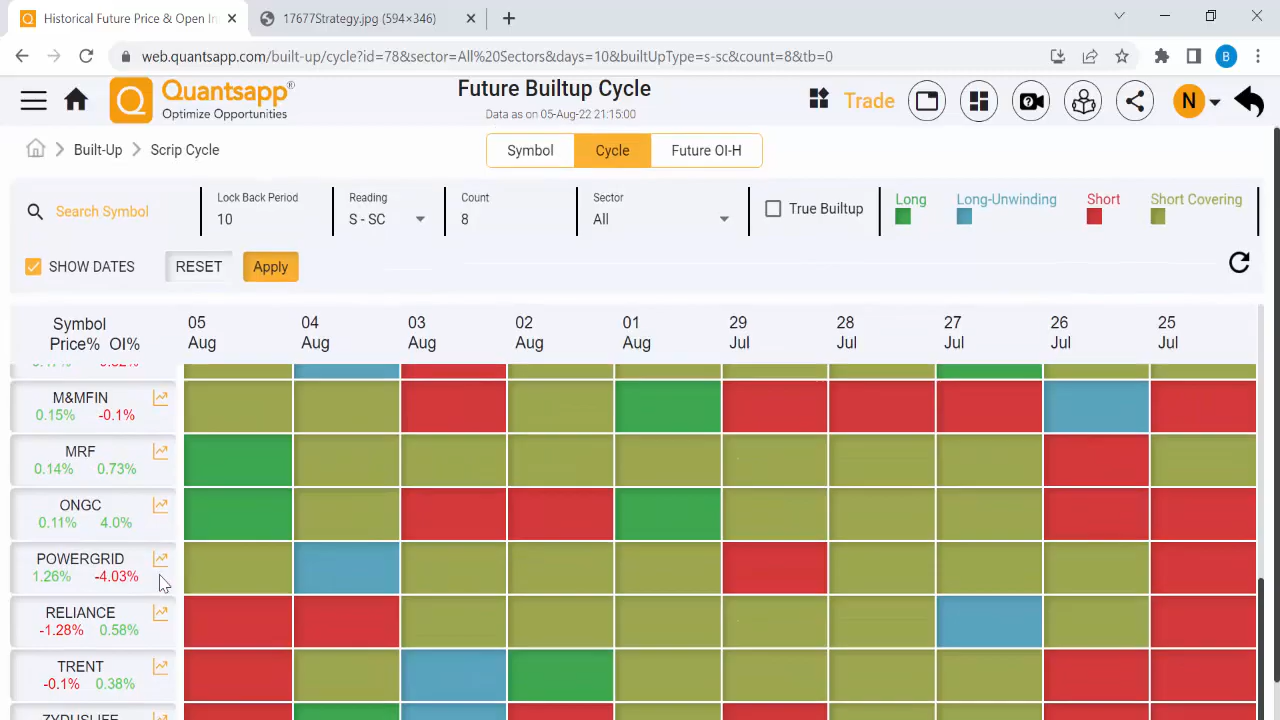 Historical Future Price & Open In
17677Strategy.jpg (594×346)
web.quantsapp.com/built-up/cycle?id=78&sector=All%20Sectors&days=10&builtUpType=s-sc&count=8&tb=0
B
Quantsapp®
Optimize Opportunities
Future Builtup Cycle
Data as on 05-Aug-22 21:15:00
Trade
N
Built-Up
Scrip Cycle
Symbol
Cycle
Future OI-H
Search Symbol
Lock Back Period
10
Reading
S - SC
Count
8
Sector
All
True Builtup
Long
Long-Unwinding
Short
Short Covering
SHOW DATES
RESET
Apply
Symbol
Price% OI%
05 Aug
04 Aug
03 Aug
02 Aug
01 Aug
29 Jul
28 Jul
27 Jul
26 Jul
25 Jul
M&MFIN
0.15% -0.1%
MRF
0.14% 0.73%
ONGC
0.11% 4.0%
POWERGRID
1.26% -4.03%
RELIANCE
-1.28% 0.58%
TRENT
-0.1% 0.38%
ZYDUSLIFE